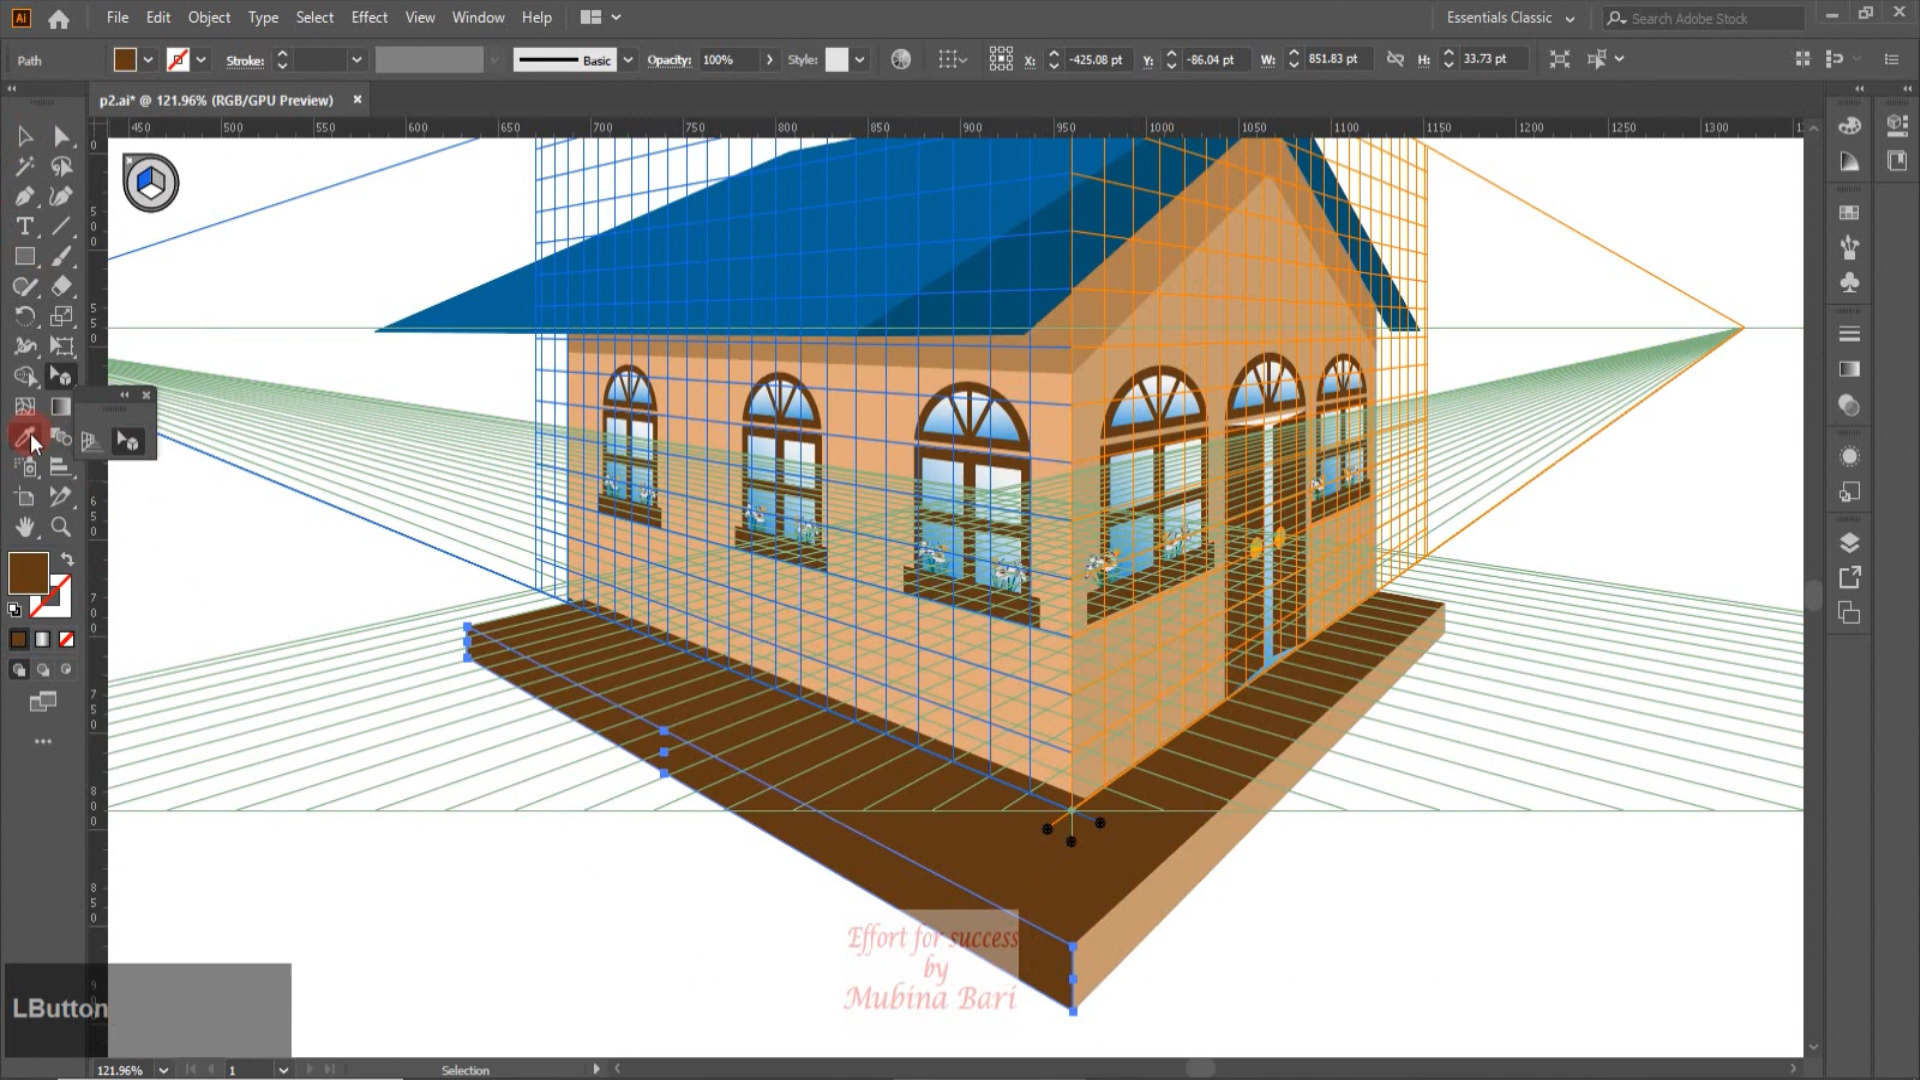 Ai File Edit Object Type Select Effect View Window Help Essentials Classic Search Adobe Stock
Path Stroke: Basic Opacity: 100% Style: X: -425.08 pt Y: -86.04 pt W: 851.83 pt H: 33.73 pt
p2.ai* @ 121.96% (RGB/GPU Preview)
450 500 550 600 650 700 750 800 850 900 950 1000 1050 1100 1150 1200 1250 1300
Effort for success
by
Mubina Bari
LButton
121.96% 1 Selection